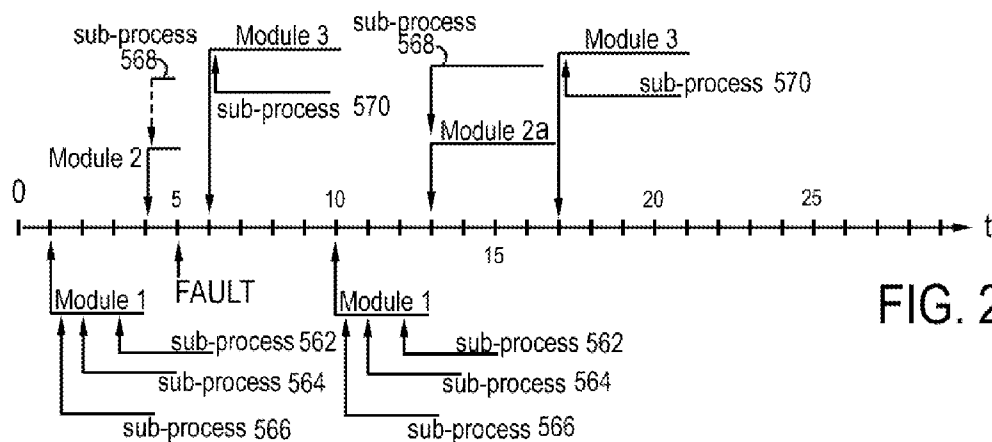 sub-process
568
Module 3
sub-process 570
Module 2
sub-process
568
Module 2a
Module 3
sub-process 570
0
5
10
15
20
25
t
Module 1
FAULT
sub-process 562
sub-process 564
sub-process 566
Module 1
sub-process 562
sub-process 564
sub-process 566
FIG. 2